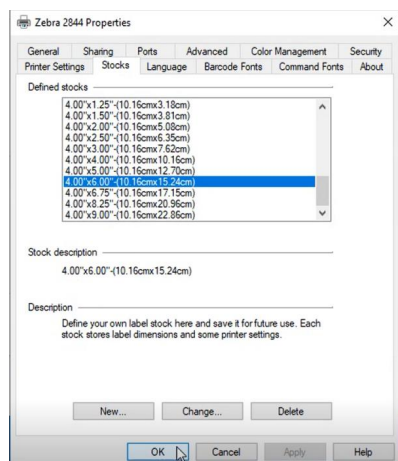 Zebra 2844 Properties
General Sharing Ports Advanced Color Management Security
Printer Settings Stocks Language Barcode Fonts Command Fonts About
Defined stocks
4.00"x1.25"-(10.16cmx3.18cm)
4.00"x1.50"-(10.16cmx3.81cm)
4.00"x2.00"-(10.16cmx5.08cm)
4.00"x2.50"-(10.16cmx6.35cm)
4.00"x3.00"-(10.16cmx7.62cm)
4.00"x4.00"-(10.16cmx10.16cm)
4.00"x5.00"-(10.16cmx12.70cm)
4.00"x6.00"-(10.16cmx15.24cm)
4.00"x6.75"-(10.16cmx17.15cm)
4.00"x8.25"-(10.16cmx20.96cm)
4.00"x9.00"-(10.16cmx22.86cm)
Stock description
4.00"x6.00"-(10.16cmx15.24cm)
Description
Define your own label stock here and save it for future use. Each
stock stores label dimensions and some printer settings.
New... Change... Delete
OK Cancel Apply Help